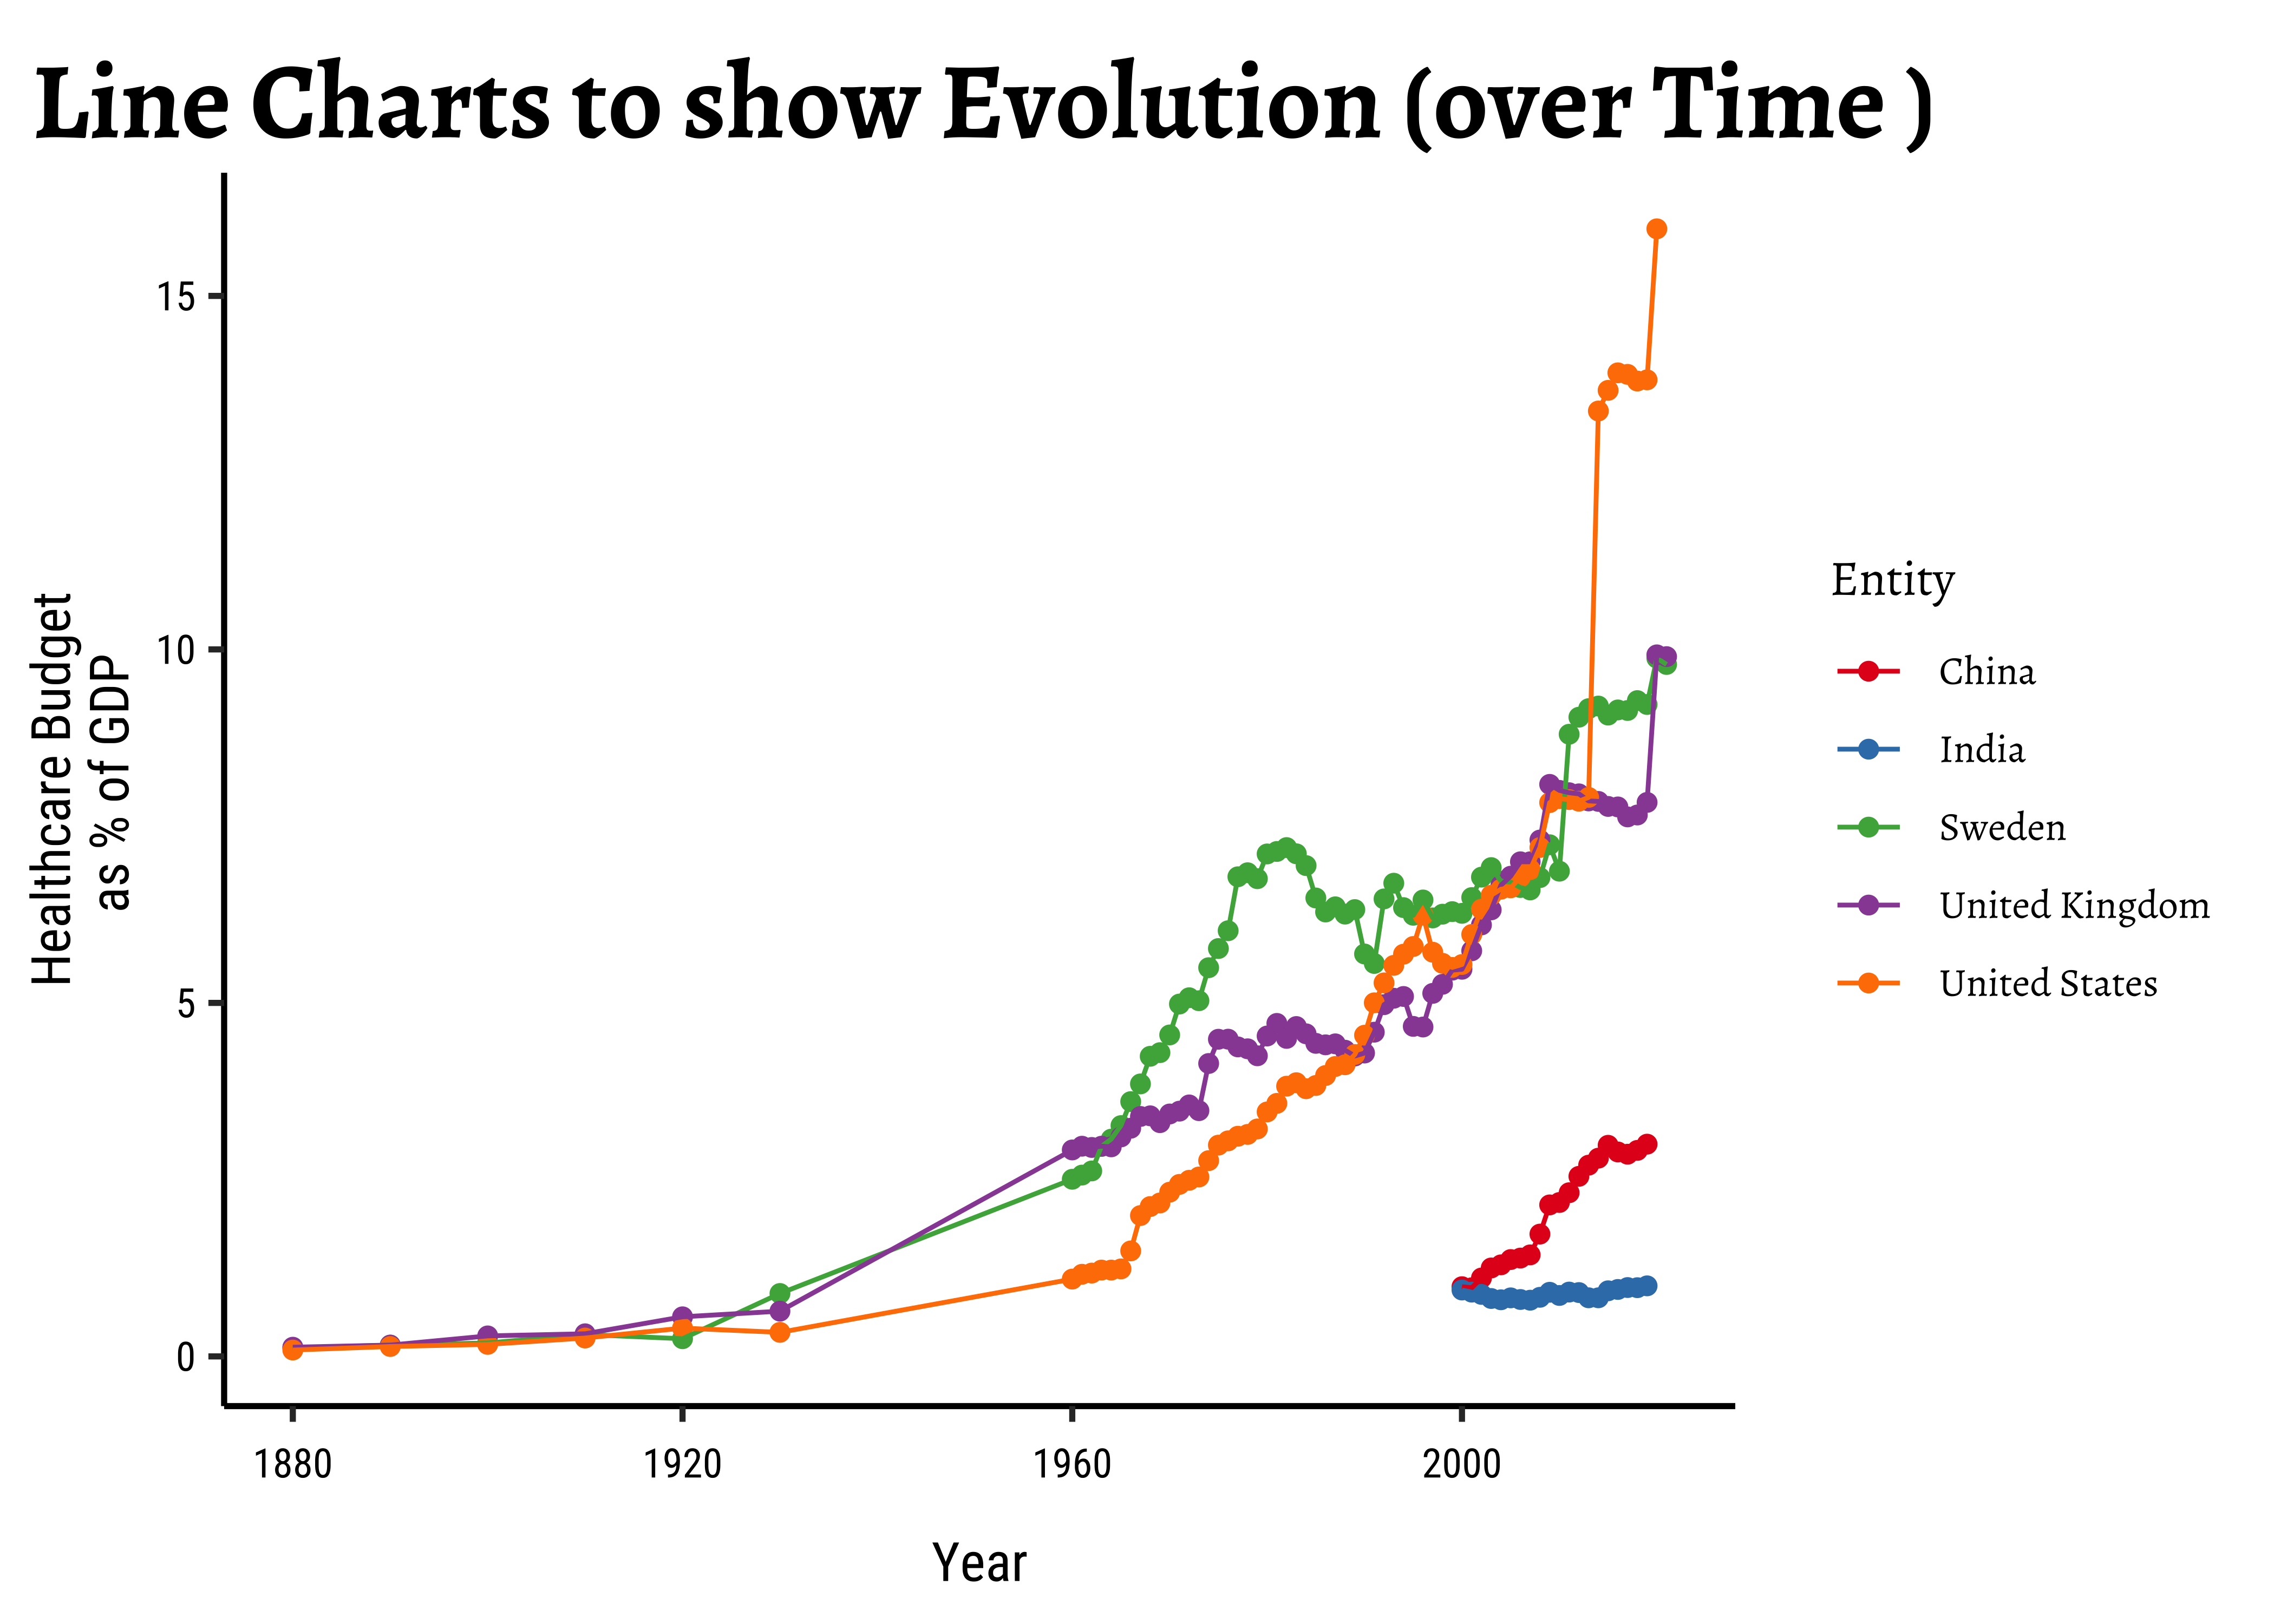 Line Charts to show Evolution (over Time )
Healthcare Budget
as % of GDP
15
10
5
0
1880
1920
1960
2000
Year
Entity
China
India
Sweden
United Kingdom
United States